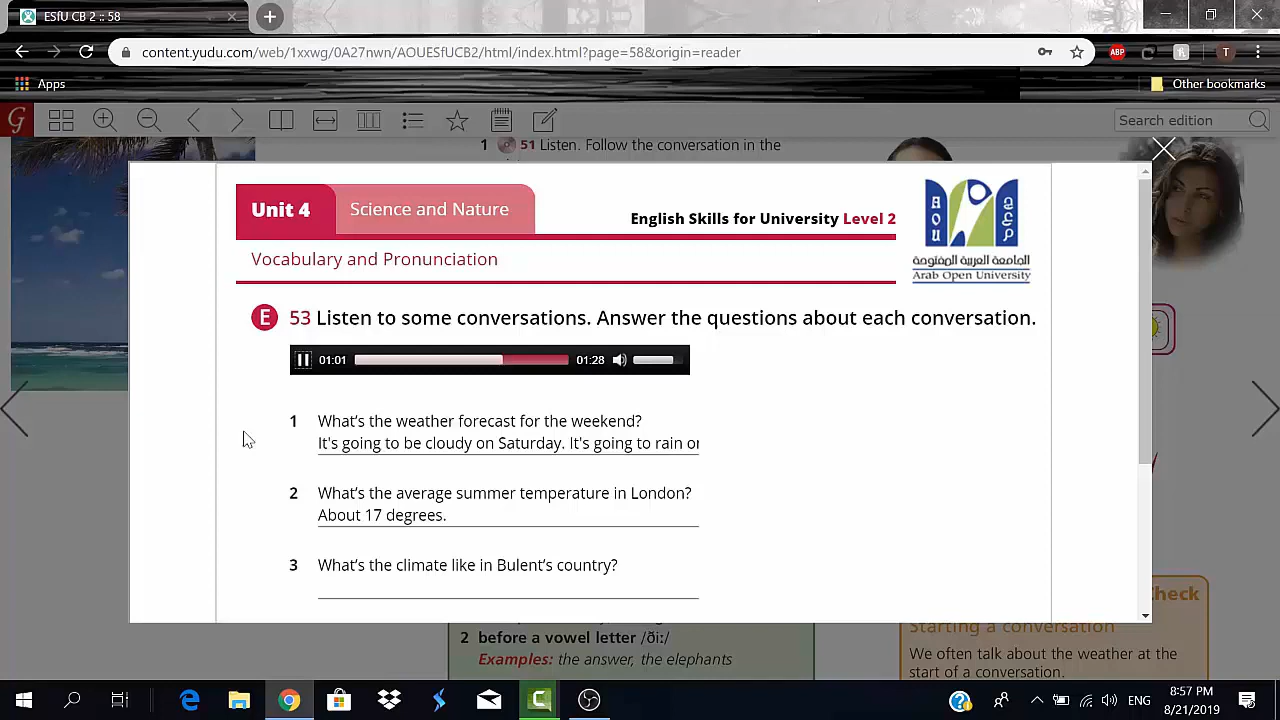 ESfU CB 2 :: 58
content.yudu.com/web/1xxwg/0A27nwn/AOUESfUCB2/html/index.html?page=58&origin=reader
ABP
T
Apps
Other bookmarks
G
Search edition
1 51 Listen. Follow the conversation in the
Unit 4
Science and Nature
English Skills for University Level 2
AOU
الجامعة العربية المفتوحة
Arab Open University
Vocabulary and Pronunciation
E 53 Listen to some conversations. Answer the questions about each conversation.
01:01
01:28
1 What's the weather forecast for the weekend?
It's going to be cloudy on Saturday. It's going to rain or
2 What's the average summer temperature in London?
About 17 degrees.
3 What's the climate like in Bulent's country?
heck
Starting a conversation
2 before a vowel letter /ði:/
Examples: the answer, the elephants
We often talk about the weather at the
start of a conversation.
ENG
8:57 PM
8/21/2019